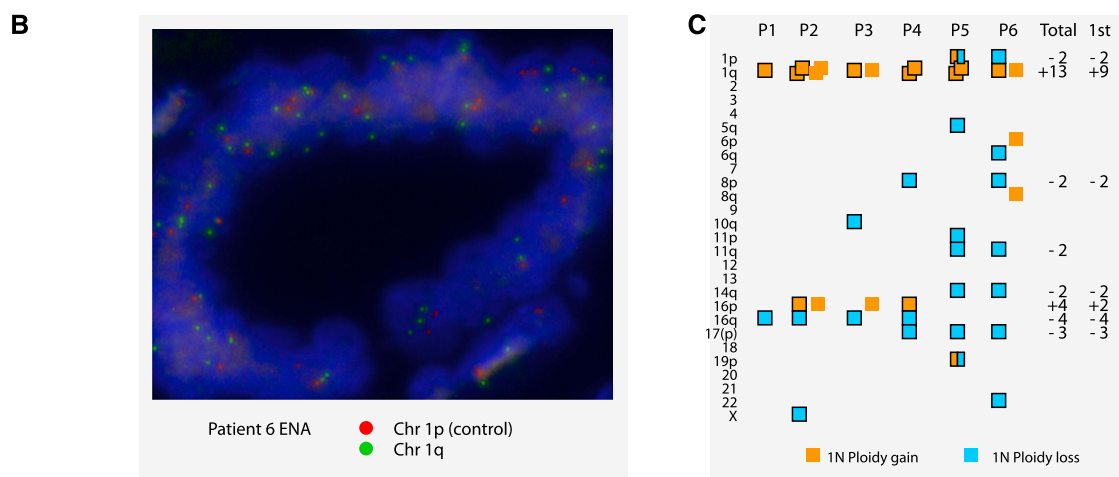 B
Patient 6 ENA
Chr 1p (control)
Chr 1q
C
P1 P2 P3 P4 P5 P6 Total 1st
1p - 2 - 2
1q +13 +9
2
3
4
5q
6p
6q
7
8p - 2 - 2
8q
9
10q
11p
11q - 2
12
13
14q - 2 - 2
16p +4 +2
16q - 4 - 4
17(p) - 3 - 3
18
19p
20
21
22
X
1N Ploidy gain 1N Ploidy loss